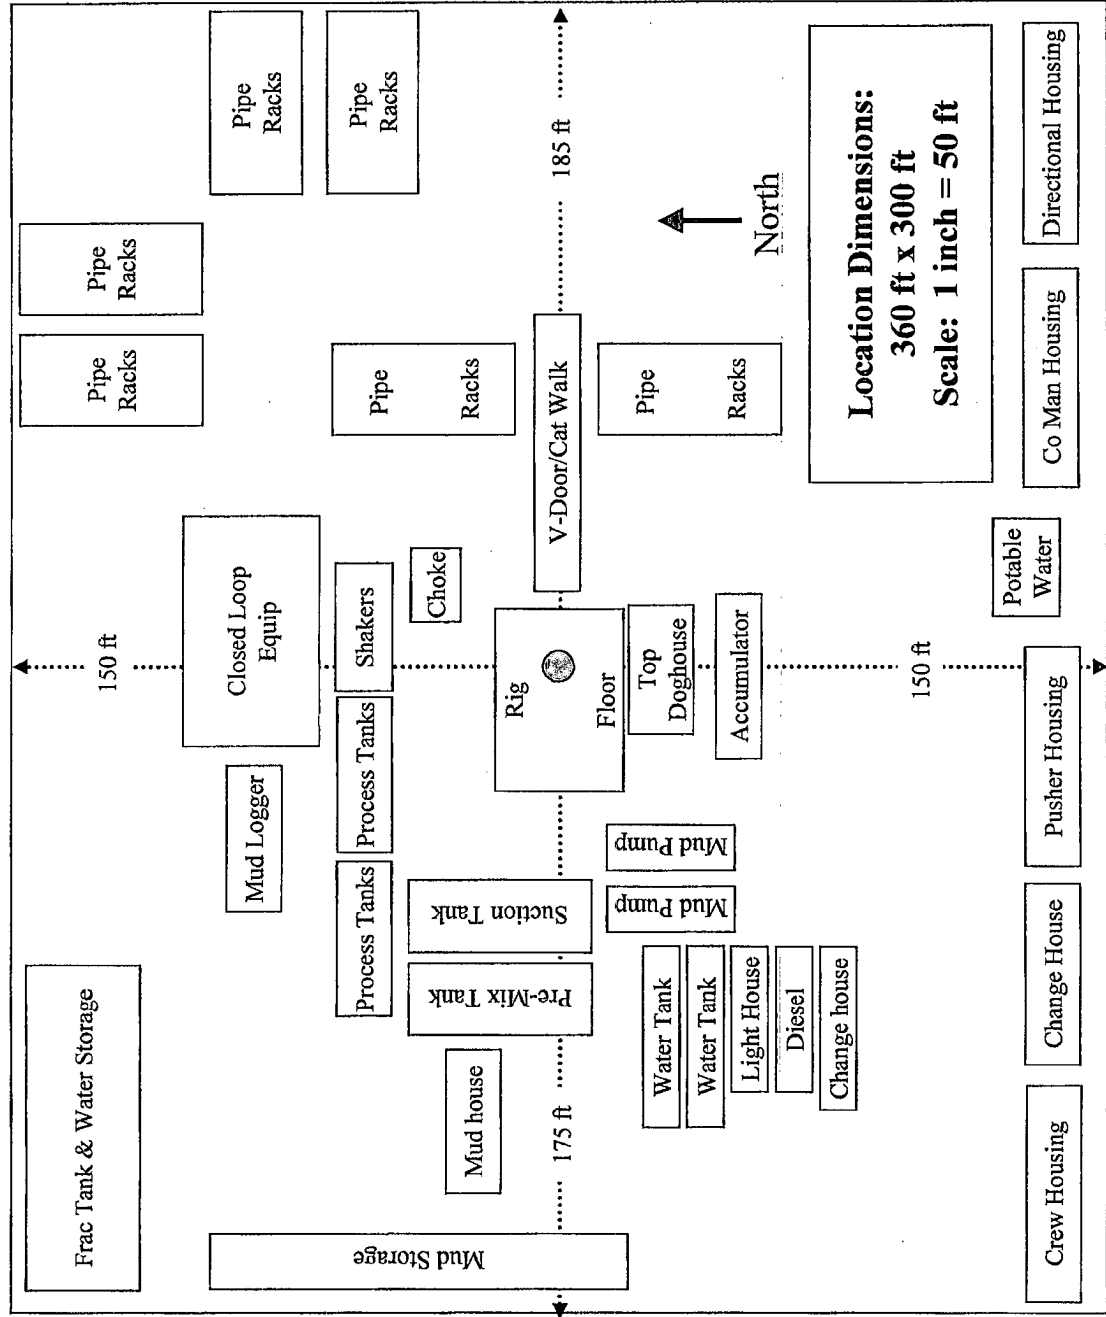 Frac Tank & Water Storage
Mud Logger
Closed Loop
Equip
150 ft
Pipe
Racks
Pipe
Racks
Pipe
Racks
Pipe
Racks
Process Tanks
Process Tanks
Shakers
Choke
Pipe
Racks
Mud Storage
Mud house
Pre-Mix Tank
Suction Tank
Rig
Floor
V-Door/Cat Walk
175 ft
185 ft
Water Tank
Water Tank
Light House
Diesel
Change house
Mud Pump
Mud Pump
Top
Doghouse
Accumulator
Pipe
Racks
North
150 ft
Location Dimensions:
360 ft x 300 ft
Scale: 1 inch = 50 ft
Potable
Water
Crew Housing
Change House
Pusher Housing
Co Man Housing
Directional Housing